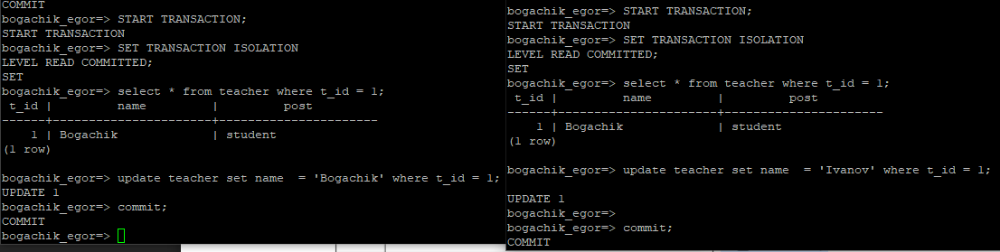 COMMIT
bogachik_egor=> START TRANSACTION;
START TRANSACTION
bogachik_egor=> SET TRANSACTION ISOLATION
LEVEL READ COMMITTED;
SET
bogachik_egor=> select * from teacher where t_id = 1;
 t_id |         name          |         post
------+-----------------------+----------------------
    1 | Bogachik              | student
(1 row)

bogachik_egor=> update teacher set name  = 'Bogachik' where t_id = 1;
UPDATE 1
bogachik_egor=> commit;
COMMIT
bogachik_egor=>
bogachik_egor=> START TRANSACTION;
START TRANSACTION
bogachik_egor=> SET TRANSACTION ISOLATION
LEVEL READ COMMITTED;
SET
bogachik_egor=> select * from teacher where t_id = 1;
 t_id |         name          |         post
------+-----------------------+----------------------
    1 | Bogachik              | student
(1 row)

bogachik_egor=> update teacher set name  = 'Ivanov' where t_id = 1;

UPDATE 1
bogachik_egor=>
bogachik_egor=> commit;
COMMIT